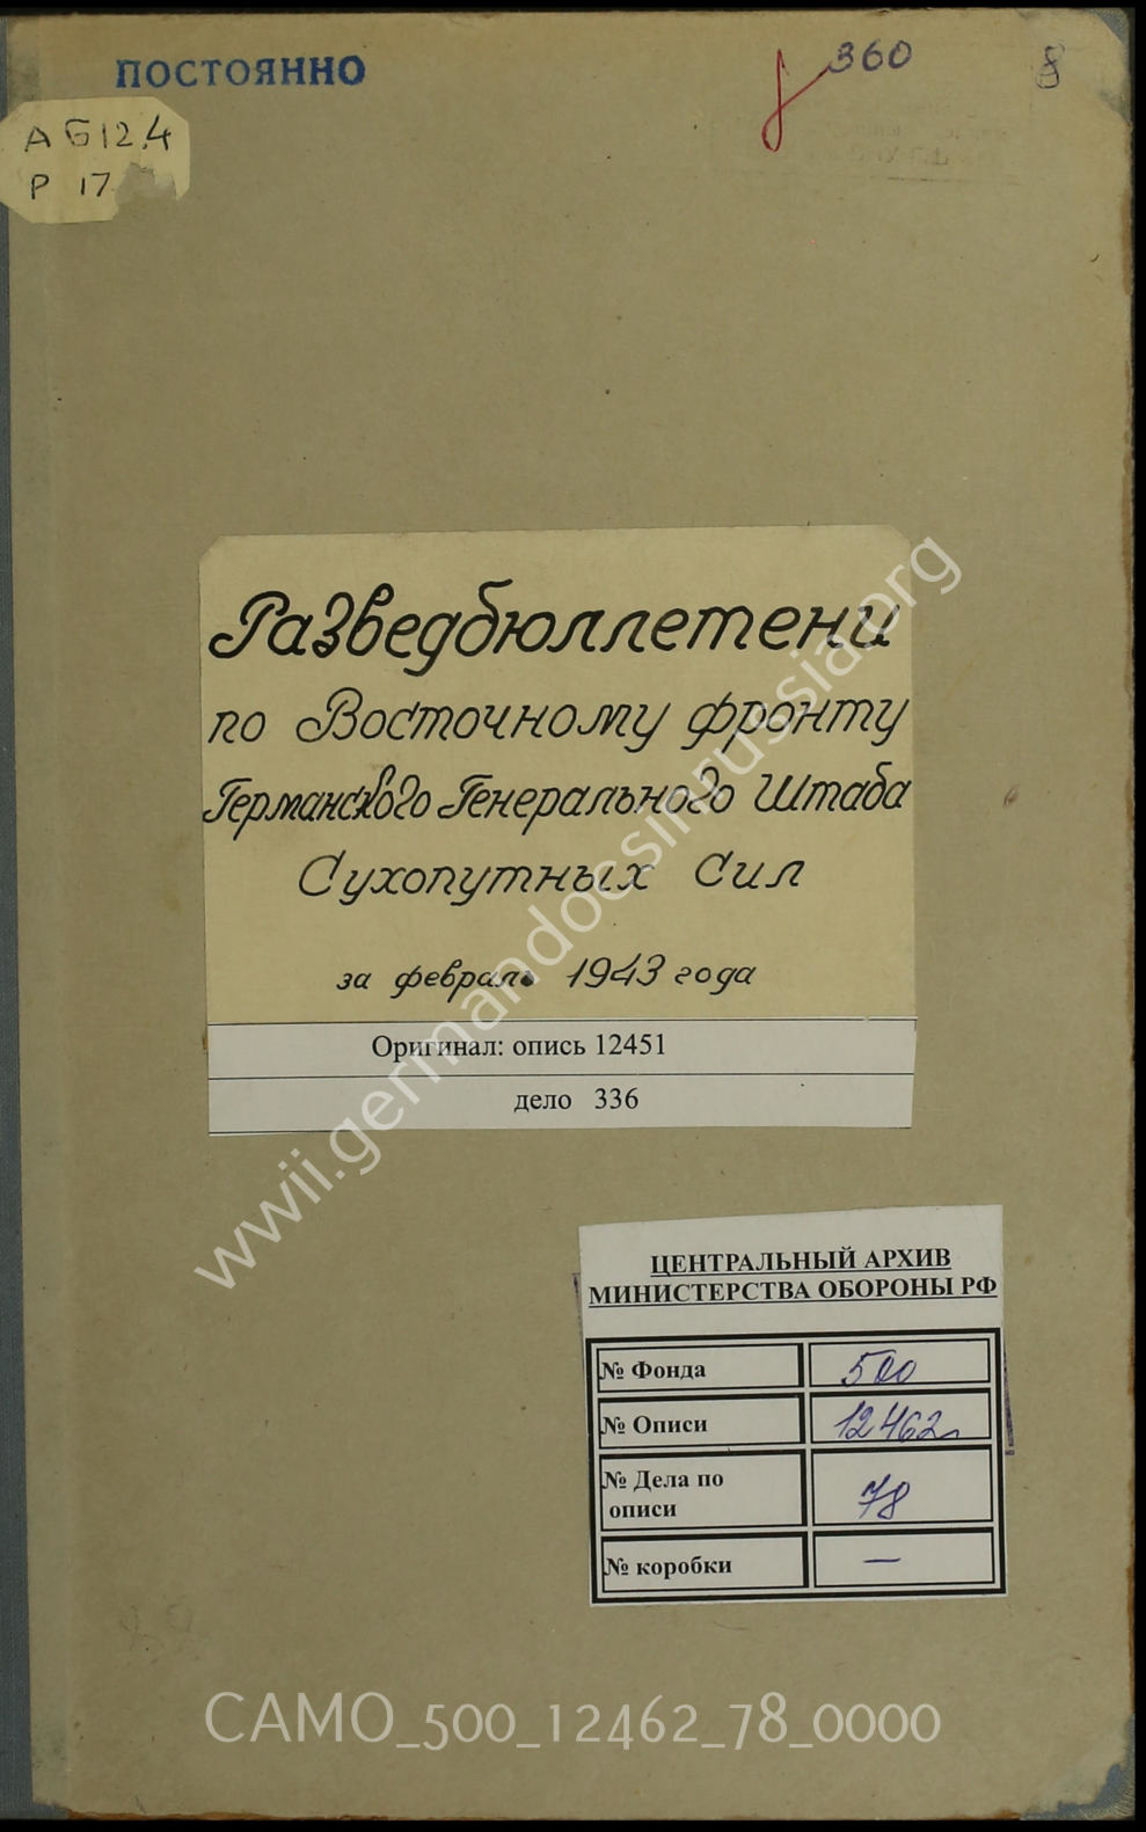 ПОСТОЯННО
360
8
АБ12.4
Р 17
Разведбюллетени
по Восточному фронту
Германского Генерального Штаба
Сухопутных Сил
за февраль 1943 года
Оригинал: опись 12451
дело 336
wwii.germandocsinrussia.org
ЦЕНТРАЛЬНЫЙ АРХИВ
МИНИСТЕРСТВА ОБОРОНЫ РФ
№ Фонда 500
№ Описи 12462
№ Дела по
описи 78
№ коробки —
CAMO_500_12462_78_0000